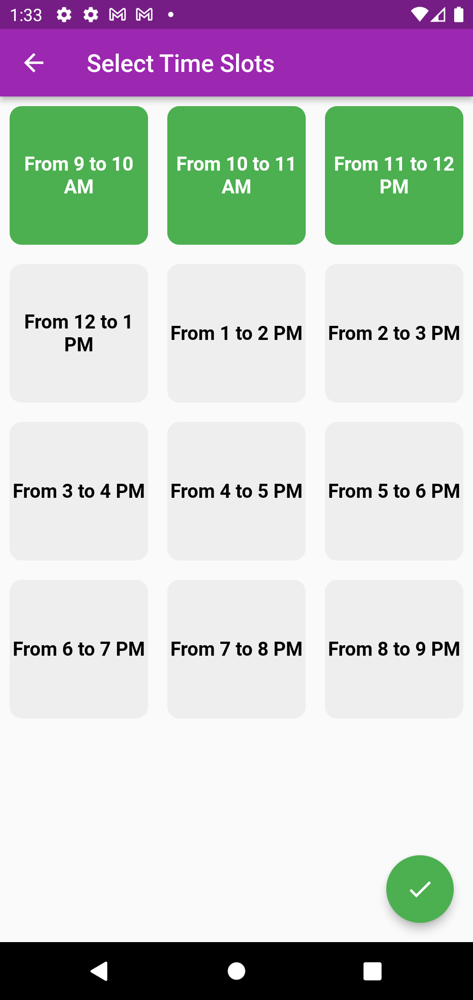 1:33
Select Time Slots
From 9 to 10
AM
From 10 to 11
AM
From 11 to 12
PM
From 12 to 1
PM
From 1 to 2 PM
From 2 to 3 PM
From 3 to 4 PM
From 4 to 5 PM
From 5 to 6 PM
From 6 to 7 PM
From 7 to 8 PM
From 8 to 9 PM